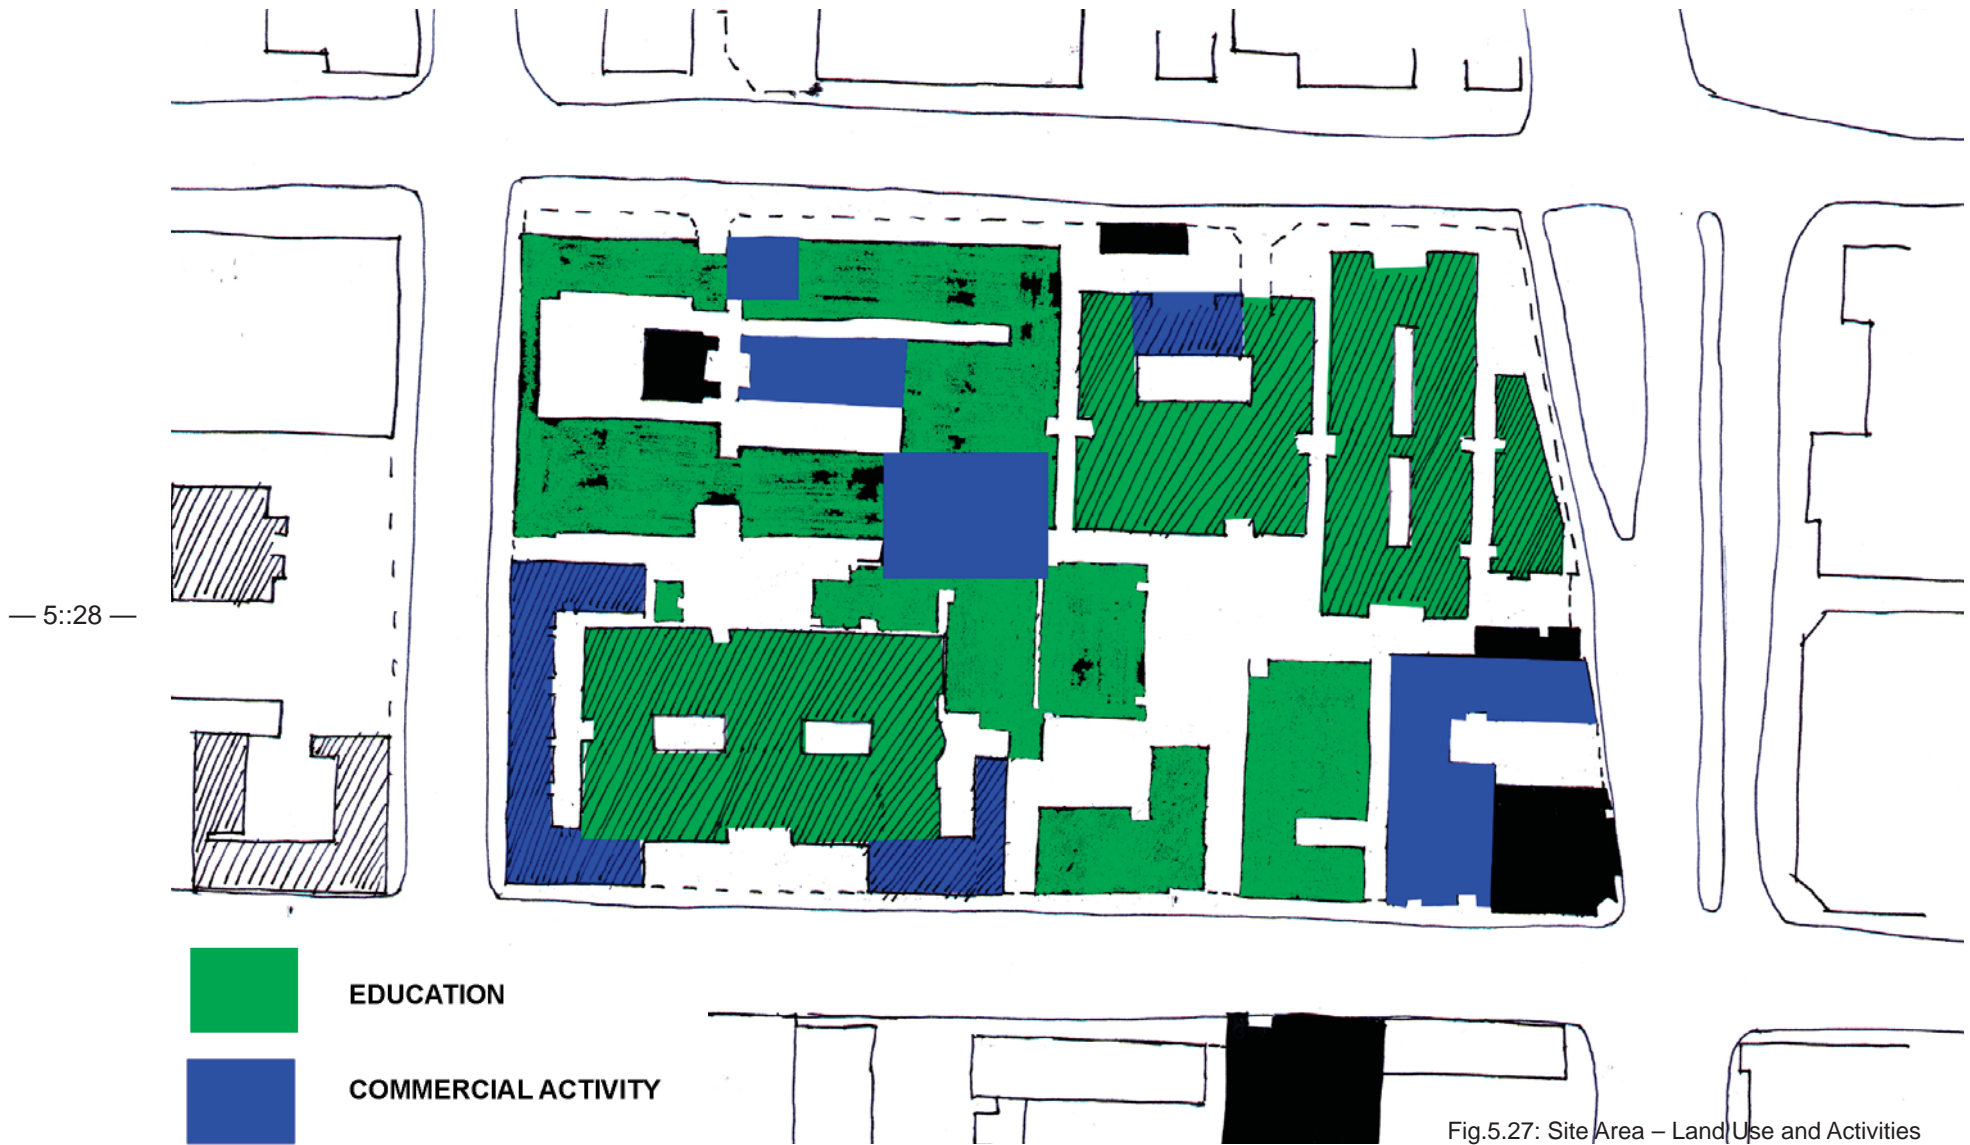 — 5::28 —
EDUCATION
COMMERCIAL ACTIVITY
Fig.5.27: Site Area – Land Use and Activities